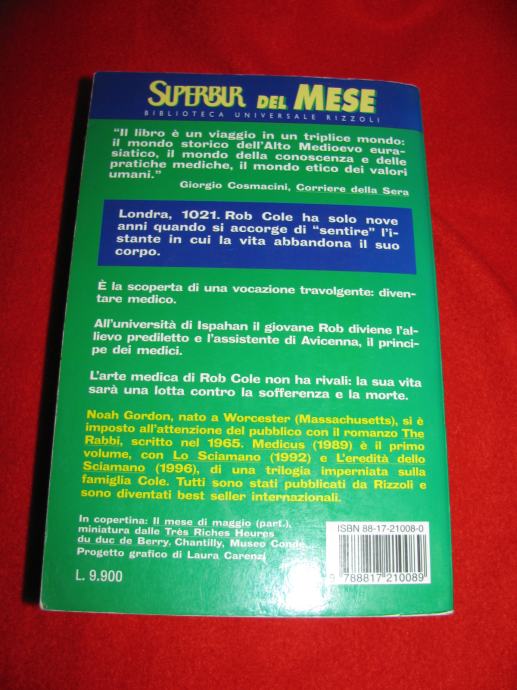 SUPERBUR DEL MESE
BIBLIOTECA UNIVERSALE RIZZOLI
"Il libro è un viaggio in un triplice mondo:
il mondo storico dell'Alto Medioevo eura-
siatico, il mondo della conoscenza e delle
pratiche mediche, il mondo etico dei valori
umani."
Giorgio Cosmacini, Corriere della Sera
Londra, 1021. Rob Cole ha solo nove
anni quando si accorge di "sentire" l'i-
stante in cui la vita abbandona il suo
corpo.
È la scoperta di una vocazione travolgente: diven-
tare medico.
All'università di Ispahan il giovane Rob diviene l'al-
lievo prediletto e l'assistente di Avicenna, il princi-
pe dei medici.
L'arte medica di Rob Cole non ha rivali: la sua vita
sarà una lotta contro la sofferenza e la morte.
Noah Gordon, nato a Worcester (Massachusetts), si è
imposto all'attenzione del pubblico con il romanzo The
Rabbi, scritto nel 1965. Medicus (1989) è il primo
volume, con Lo Sciamano (1992) e L'eredità dello
Sciamano (1996), di una trilogia imperniata sulla
famiglia Cole. Tutti sono stati pubblicati da Rizzoli e
sono diventati best seller internazionali.
In copertina: Il mese di maggio (part.),
miniatura dalle Très Riches Heures
du duc de Berry. Chantilly, Museo Condé.
Progetto grafico di Laura Carenzi
L. 9.900
ISBN 88-17-21008-0
9 788817 210089